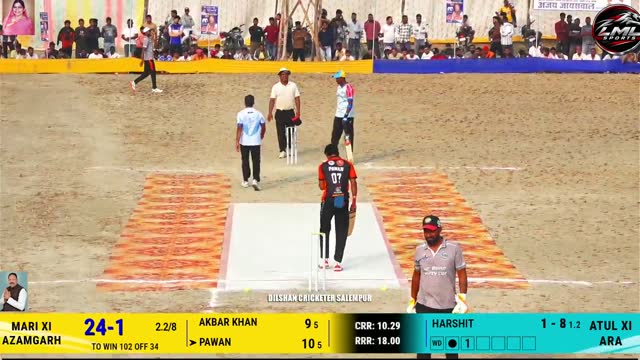 अजय जायसवाल
LML
SPORTS
PAWAN
07
DILSHAN CRICKETER SALEMPUR
MARI XI
AZAMGARH
24-1
2.2/8
TO WIN 102 OFF 34
AKBAR KHAN 9 5
PAWAN 10 5
CRR: 10.29
RRR: 18.00
HARSHIT 1 - 8 1.2
WD 1
ATUL XI
ARA